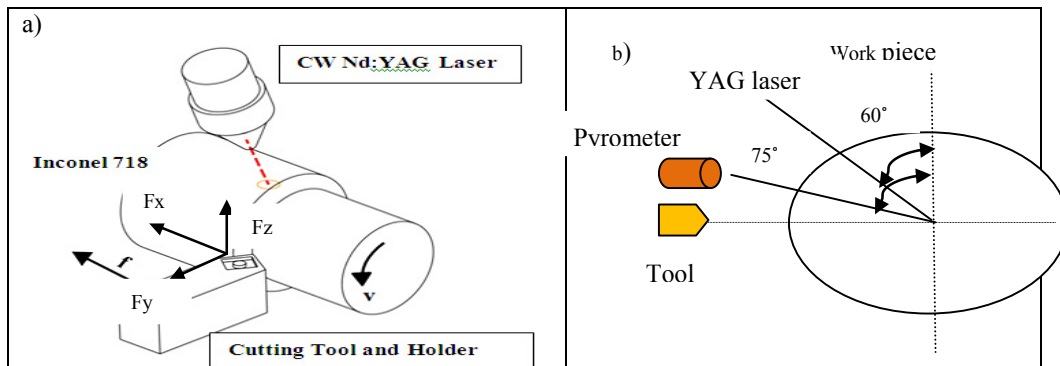 a)
CW Nd:YAG Laser
Inconel 718
Fx
Fz
f
Fy
v
Cutting Tool and Holder
b)
Work piece
YAG laser
60°
Pyrometer
75°
Tool